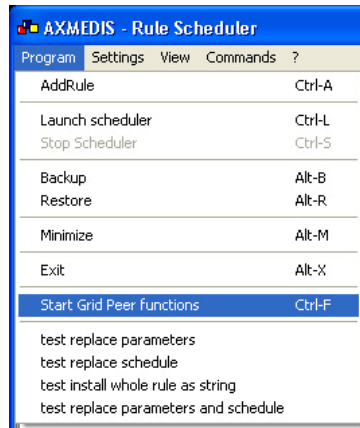 AXMEDIS - Rule Scheduler
Program Settings View Commands ?
AddRule Ctrl-A
Launch scheduler Ctrl-L
Stop Scheduler Ctrl-S
Backup Alt-B
Restore Alt-R
Minimize Alt-M
Exit Alt-X
Start Grid Peer functions Ctrl-F
test replace parameters
test replace schedule
test install whole rule as string
test replace parameters and schedule